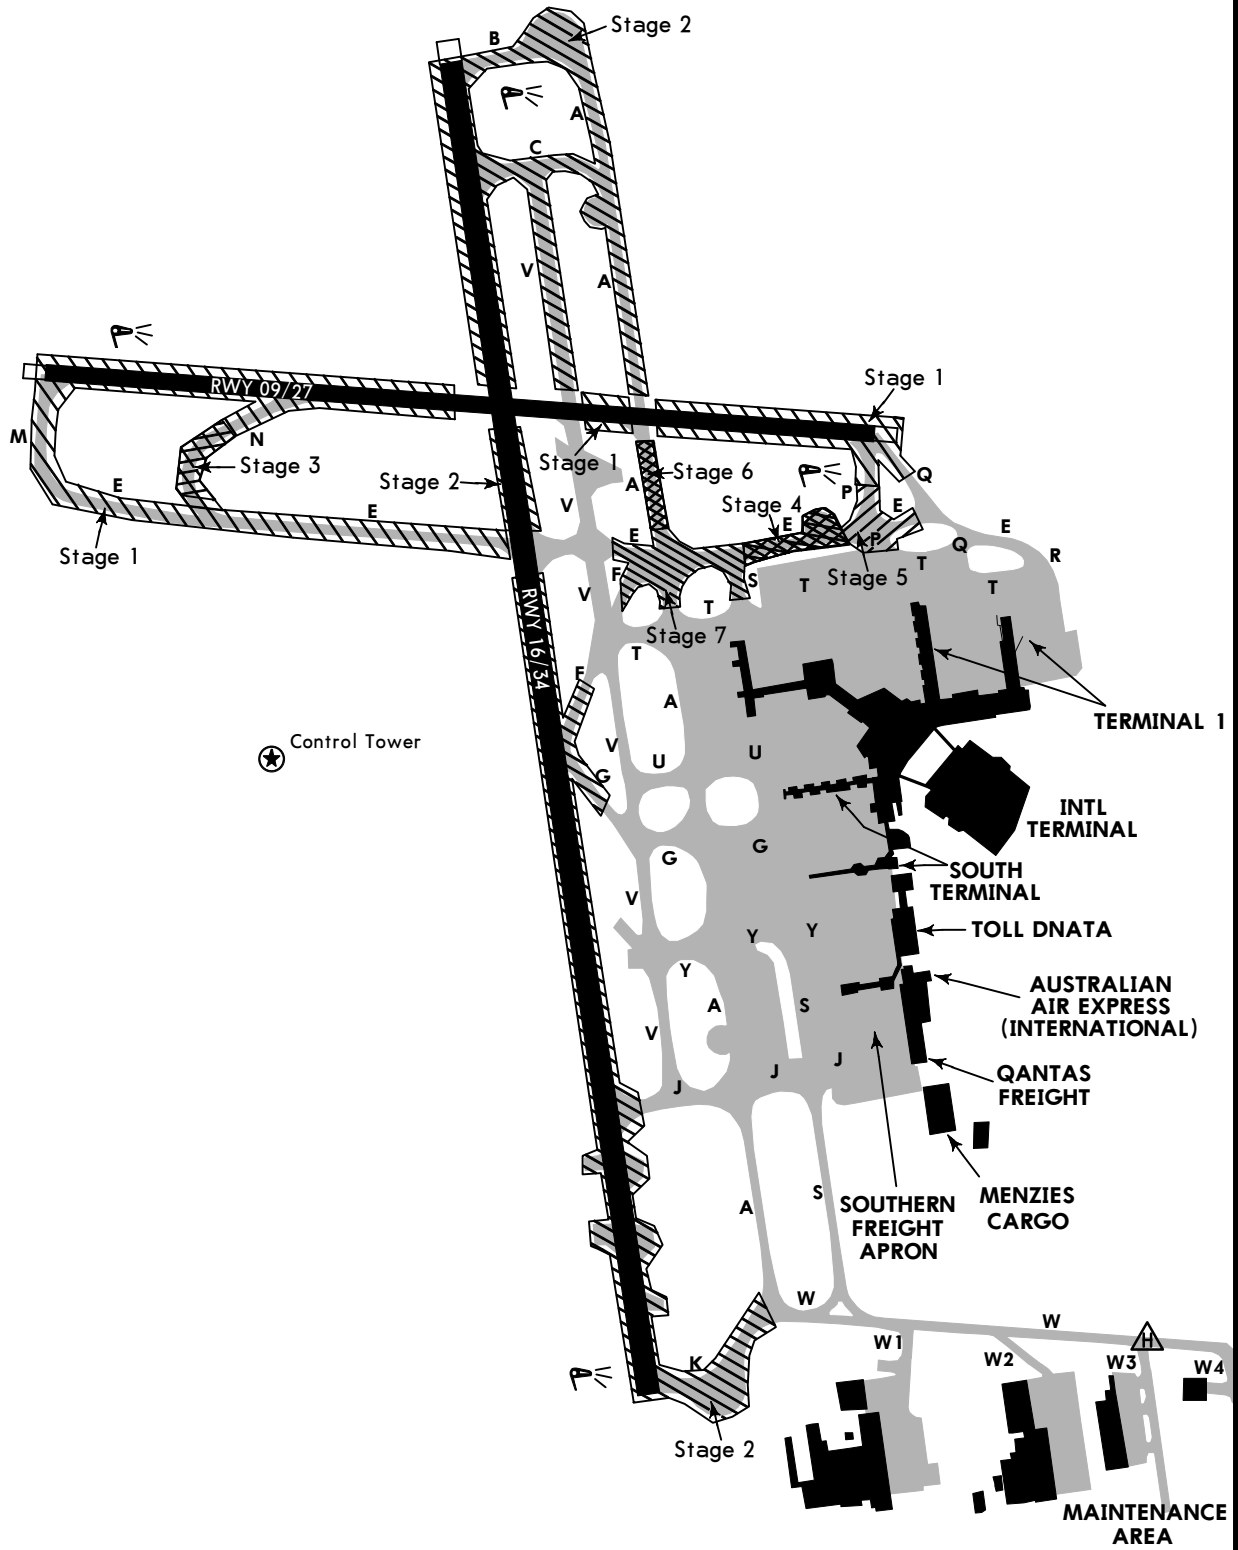 Stage 2
B
A
C
V
A
RWY 09/27
Stage 1
M
N
Stage 3
Stage 2
Stage 1
A
Stage 6
P
Q
E
E
V
Stage 4
E
E
E
P
Q
E
R
Stage 1
F
V
S
T
T
T
Stage 5
T
RWY 16/34
Stage 7
T
F
A
TERMINAL 1
Control Tower
V
U
U
G
INTL
TERMINAL
G
G
SOUTH
TERMINAL
V
Y
Y
TOLL DNATA
Y
A
S
AUSTRALIAN
AIR EXPRESS
(INTERNATIONAL)
V
J
J
J
QANTAS
FREIGHT
A
S
SOUTHERN
FREIGHT
APRON
MENZIES
CARGO
W
W
H
W1
W2
W3
W4
K
Stage 2
MAINTENANCE
AREA